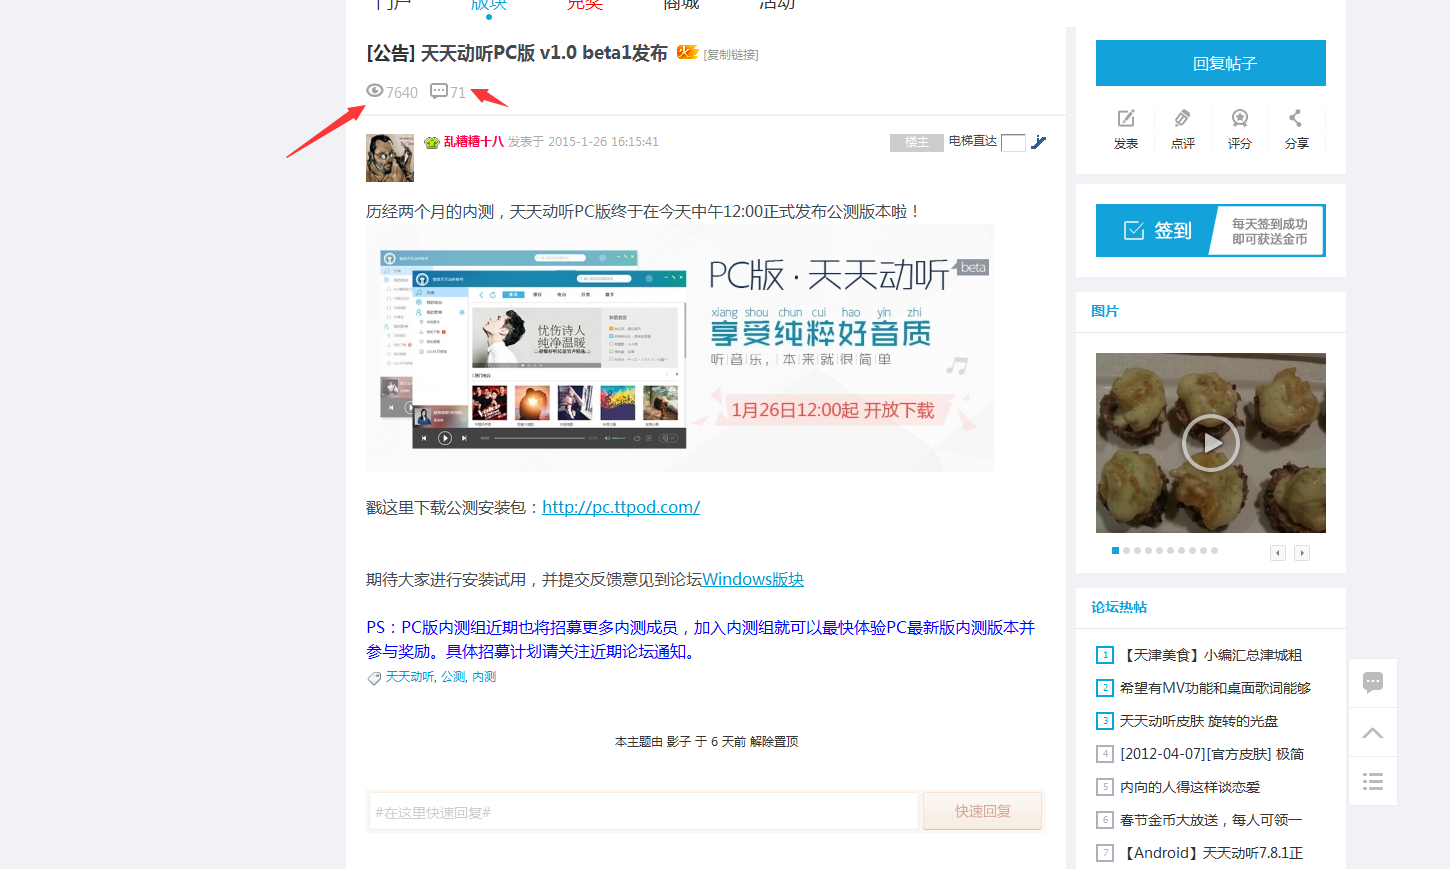 门户 版块 兑奖 商城 活动
[公告] 天天动听PC版 v1.0 beta1发布 火 [复制链接]
7640 71
乱糟糟十八 发表于 2015-1-26 16:15:41
楼主 电梯直达
历经两个月的内测，天天动听PC版终于在今天中午12:00正式发布公测版本啦！
PC版·天天动听 beta
xiang shou chun cui hao yin zhi
享受纯粹好音质
听音乐，本来就很简单
1月26日12:00起 开放下载
忧伤诗人
纯净温暖
戳这里下载公测安装包：http://pc.ttpod.com/
期待大家进行安装试用，并提交反馈意见到论坛Windows版块
PS：PC版内测组近期也将招募更多内测成员，加入内测组就可以最快体验PC最新版内测版本并
参与奖励。具体招募计划请关注近期论坛通知。
天天动听, 公测, 内测
本主题由 影子 于 6 天前 解除置顶
#在这里快速回复#
快速回复
回复帖子
发表 点评 评分 分享
签到
每天签到成功
即可获送金币
图片
论坛热帖
1 【天津美食】小编汇总津城粗
2 希望有MV功能和桌面歌词能够
3 天天动听皮肤 旋转的光盘
4 [2012-04-07][官方皮肤] 极简
5 内向的人得这样谈恋爱
6 春节金币大放送，每人可领一
7 【Android】天天动听7.8.1正